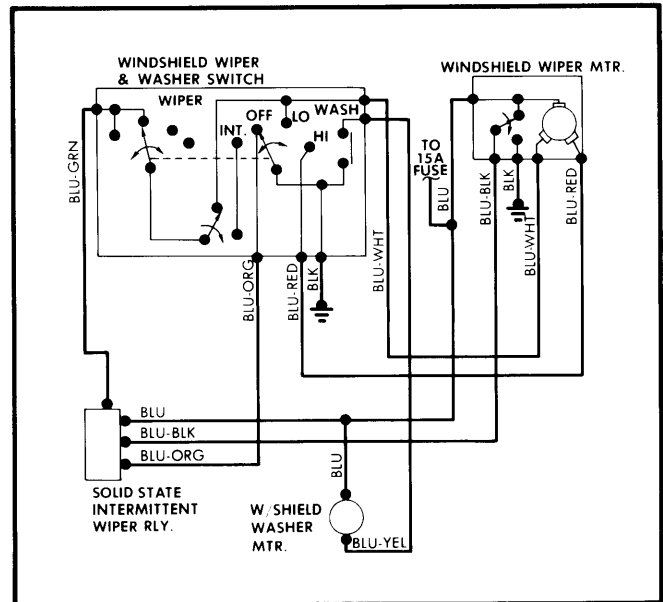 WINDSHIELD WIPER
& WASHER SWITCH
WIPER
OFF
LO
WASH
INT.
HI
WINDSHIELD WIPER MTR.
TO
15A
FUSE
BLU-GRN
BLU-ORG
BLU-RED
BLK
BLU-WHT
BLU
BLU-BLK
BLK
BLU-WHT
BLU-RED
BLU
BLU-BLK
BLU-ORG
SOLID STATE
INTERMITTENT
WIPER RLY.
BLU
W/SHIELD
WASHER
MTR.
BLU-YEL